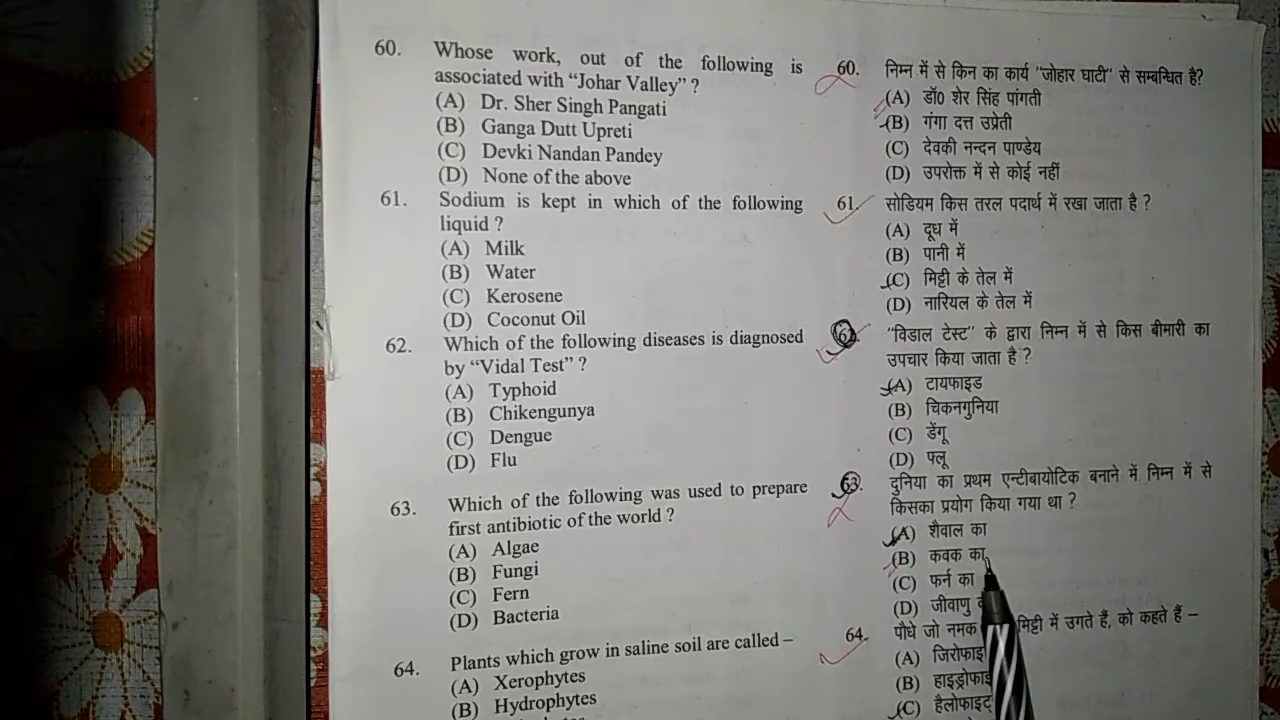 60. Whose work, out of the following is
associated with “Johar Valley” ?
(A) Dr. Sher Singh Pangati
(B) Ganga Dutt Upreti
(C) Devki Nandan Pandey
(D) None of the above
61. Sodium is kept in which of the following
liquid ?
(A) Milk
(B) Water
(C) Kerosene
(D) Coconut Oil
62. Which of the following diseases is diagnosed
by “Vidal Test” ?
(A) Typhoid
(B) Chikengunya
(C) Dengue
(D) Flu
63. Which of the following was used to prepare
first antibiotic of the world ?
(A) Algae
(B) Fungi
(C) Fern
(D) Bacteria
64. Plants which grow in saline soil are called –
(A) Xerophytes
(B) Hydrophytes
60. निम्न में से किन का कार्य "जोहार घाटी" से सम्बन्धित है?
(A) डॉ0 शेर सिंह पांगती
(B) गंगा दत्त उप्रेती
(C) देवकी नन्दन पाण्डेय
(D) उपरोक्त में से कोई नहीं
61. सोडियम किस तरल पदार्थ में रखा जाता है ?
(A) दूध में
(B) पानी में
(C) मिट्टी के तेल में
(D) नारियल के तेल में
62. "विडाल टेस्ट" के द्वारा निम्न में से किस बीमारी का
उपचार किया जाता है ?
(A) टायफाइड
(B) चिकनगुनिया
(C) डेंगू
(D) फ्लू
63. दुनिया का प्रथम एन्टीबायोटिक बनाने में निम्न में से
किसका प्रयोग किया गया था ?
(A) शैवाल का
(B) कवक का
(C) फर्न का
(D) जीवाणु
64. पौधे जो नमक मिट्टी में उगते हैं, को कहते हैं –
(A)
(B)
(C) हैलोफाइट